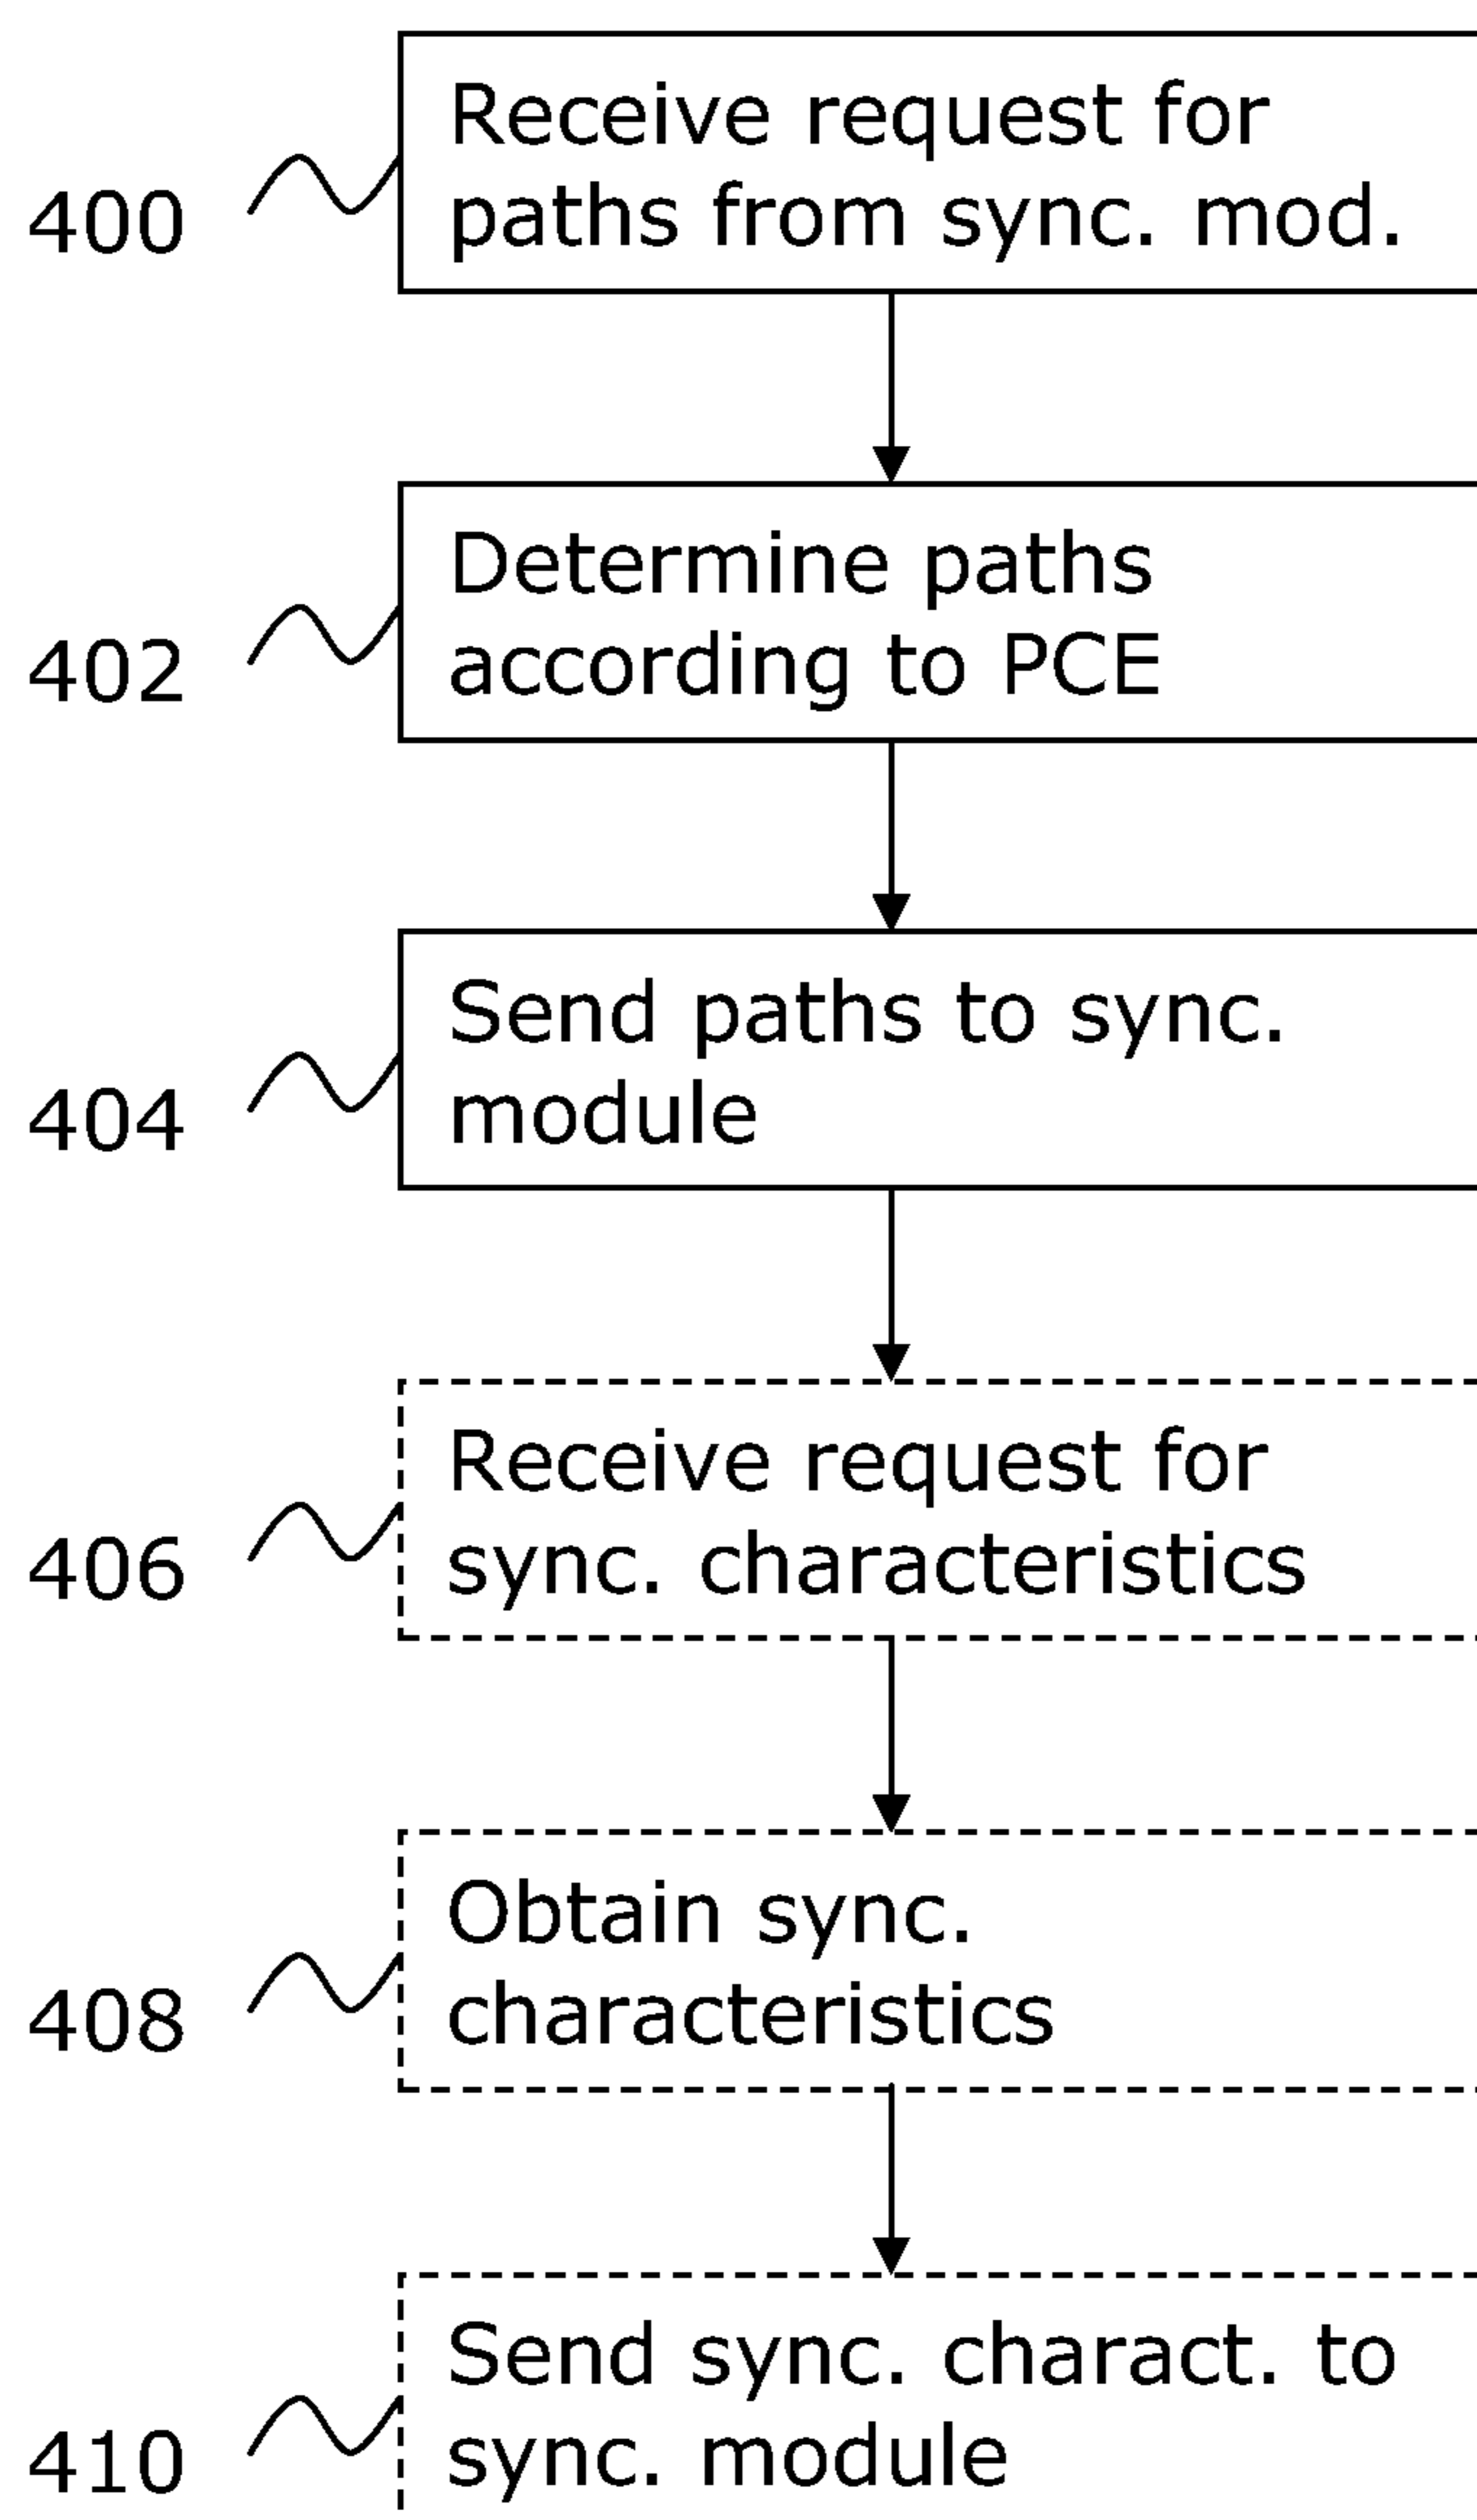 Receive request for
paths from sync. mod.
400
Determine paths
according to PCE
402
Send paths to sync.
module
404
Receive request for
sync. characteristics
406
Obtain sync.
characteristics
408
Send sync. charact. to
sync. module
410